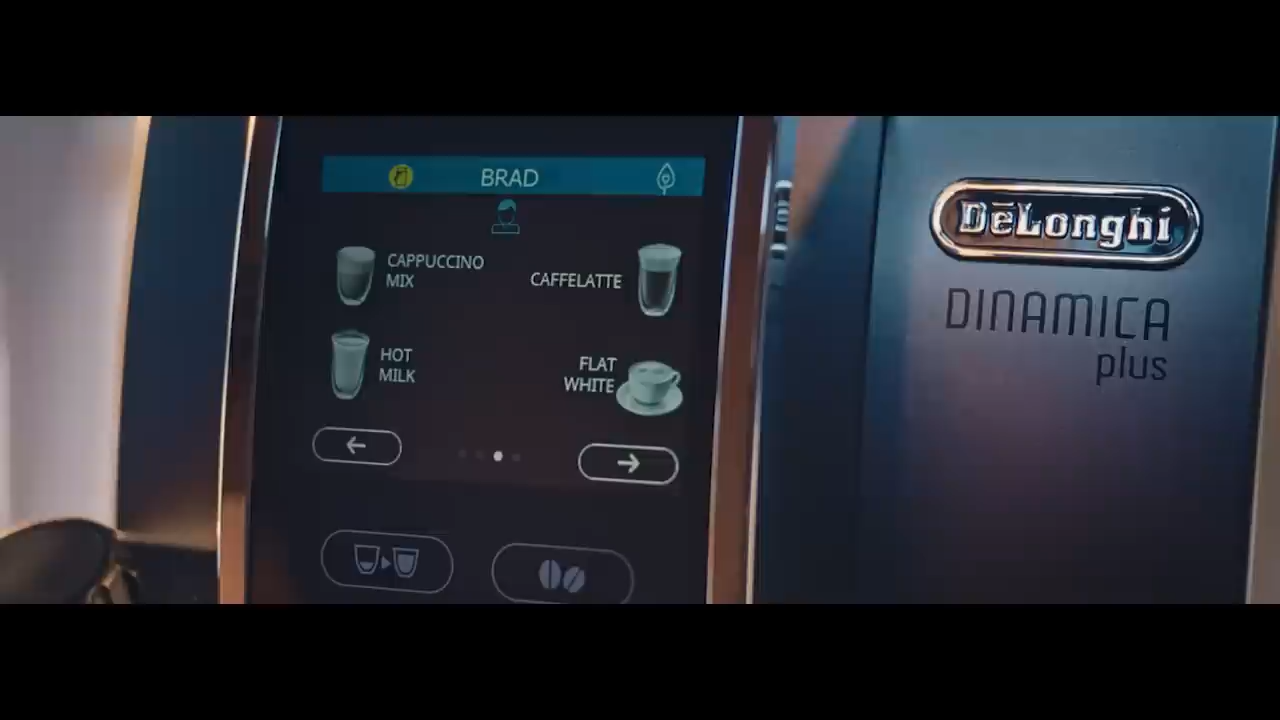 BRAD
CAPPUCCINO
MIX
CAFFELATTE
HOT
MILK
FLAT
WHITE
DēLonghi
DINAMICA
plus